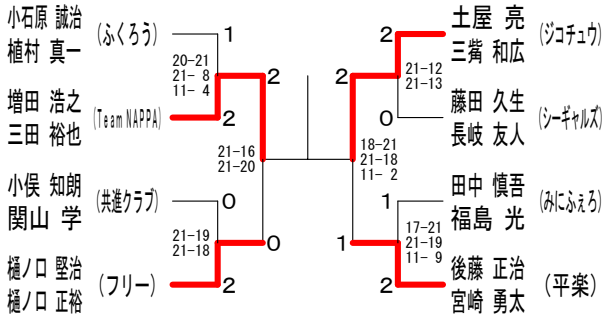 小石原 誠治
植村 真一
(ふくろう)
1
20-21
21- 8
11- 4
増田 浩之
三田 裕也
(Team NAPPA)
2
2
21-16
21-20
小俣 知朗
関山 学
(共進クラブ)
0
21-19
21-18
0
樋ノ口 堅治
樋ノ口 正裕
(フリー)
2
土屋 亮
三觜 和広
(ジコチュウ)
2
21-12
21-13
2
藤田 久生
長岐 友人
(シーギャルズ)
0
18-21
21-18
11- 2
田中 慎吾
福島 光
(みにふぇろ)
1
17-21
21-19
11- 9
1
後藤 正治
宮崎 勇太
(平楽)
2